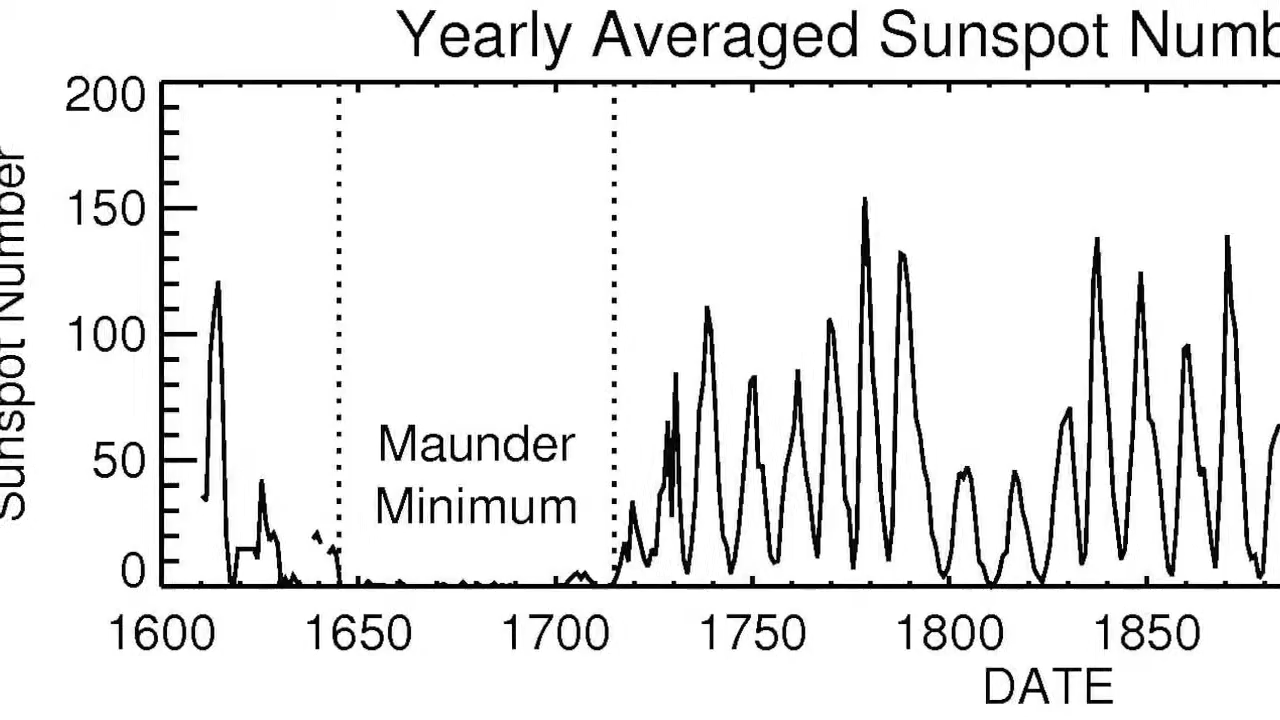 Yearly Averaged Sunspot Numb
200
150
100
50
0
Sunspot Number
Maunder
Minimum
1600 1650 1700 1750 1800 1850
DATE